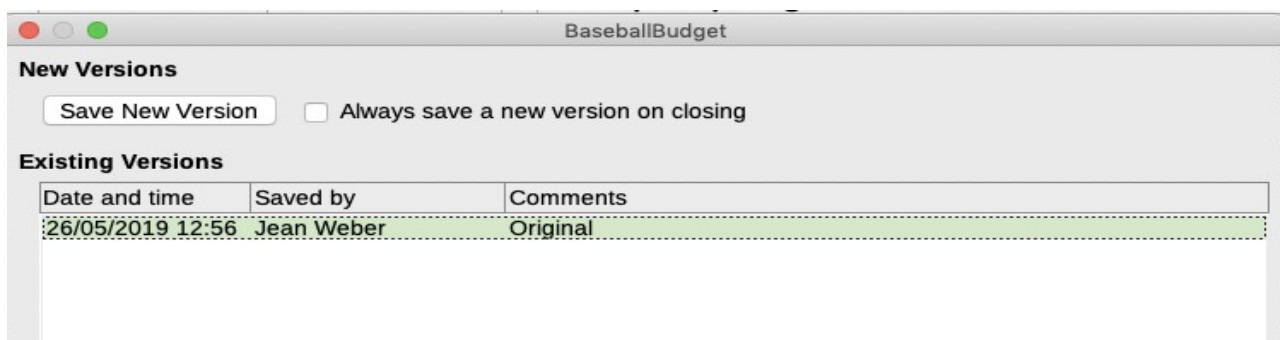 BaseballBudget
New Versions
Save New Version Always save a new version on closing
Existing Versions
Date and time Saved by Comments
26/05/2019 12:56 Jean Weber Original